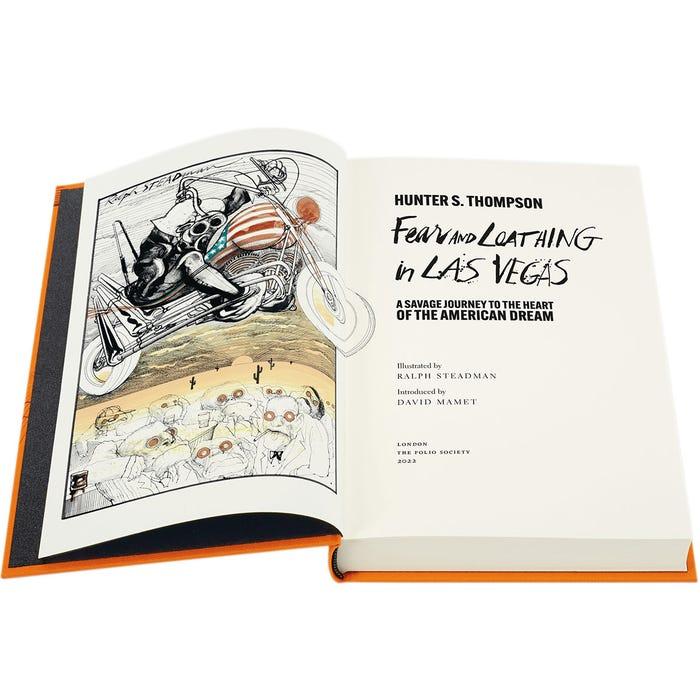 Ralph STEADman
HUNTER S. THOMPSON
FEAR AND LOATHING
in LAS VEGAS
A SAVAGE JOURNEY TO THE HEART
OF THE AMERICAN DREAM
Illustrated by
RALPH STEADMAN
Introduced by
DAVID MAMET
LONDON
THE FOLIO SOCIETY
2022